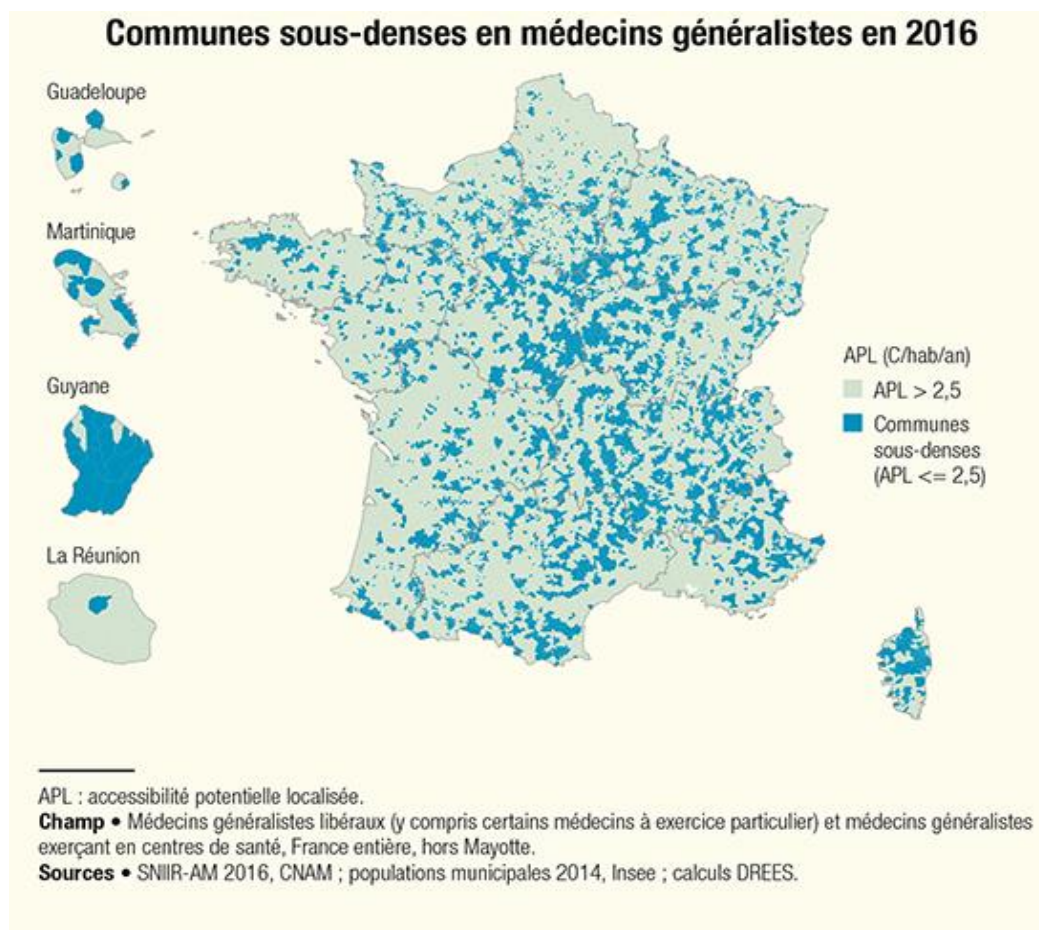 Communes sous-denses en médecins généralistes en 2016
Guadeloupe
Martinique
Guyane
La Réunion
APL (C/hab/an)
APL > 2,5
Communes
sous-denses
(APL <= 2,5)
APL : accessibilité potentielle localisée.
Champ • Médecins généralistes libéraux (y compris certains médecins à exercice particulier) et médecins généralistes
exerçant en centres de santé, France entière, hors Mayotte.
Sources • SNIIR-AM 2016, CNAM ; populations municipales 2014, Insee ; calculs DREES.